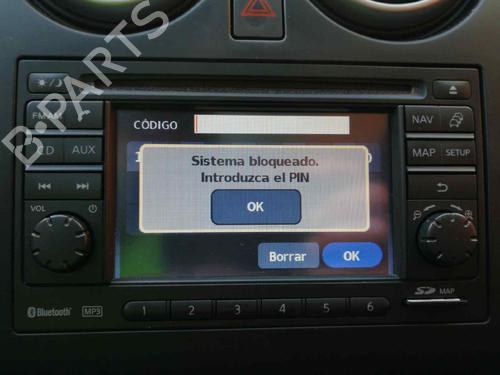 B-PARTS
FM·AM
CD AUX
VOL
Bluetooth MP3
CÓDIGO
Sistema bloqueado.
Introduzca el PIN
OK
Borrar OK
1 2 3 4 5 6
NAV
MAP SETUP
SD MAP